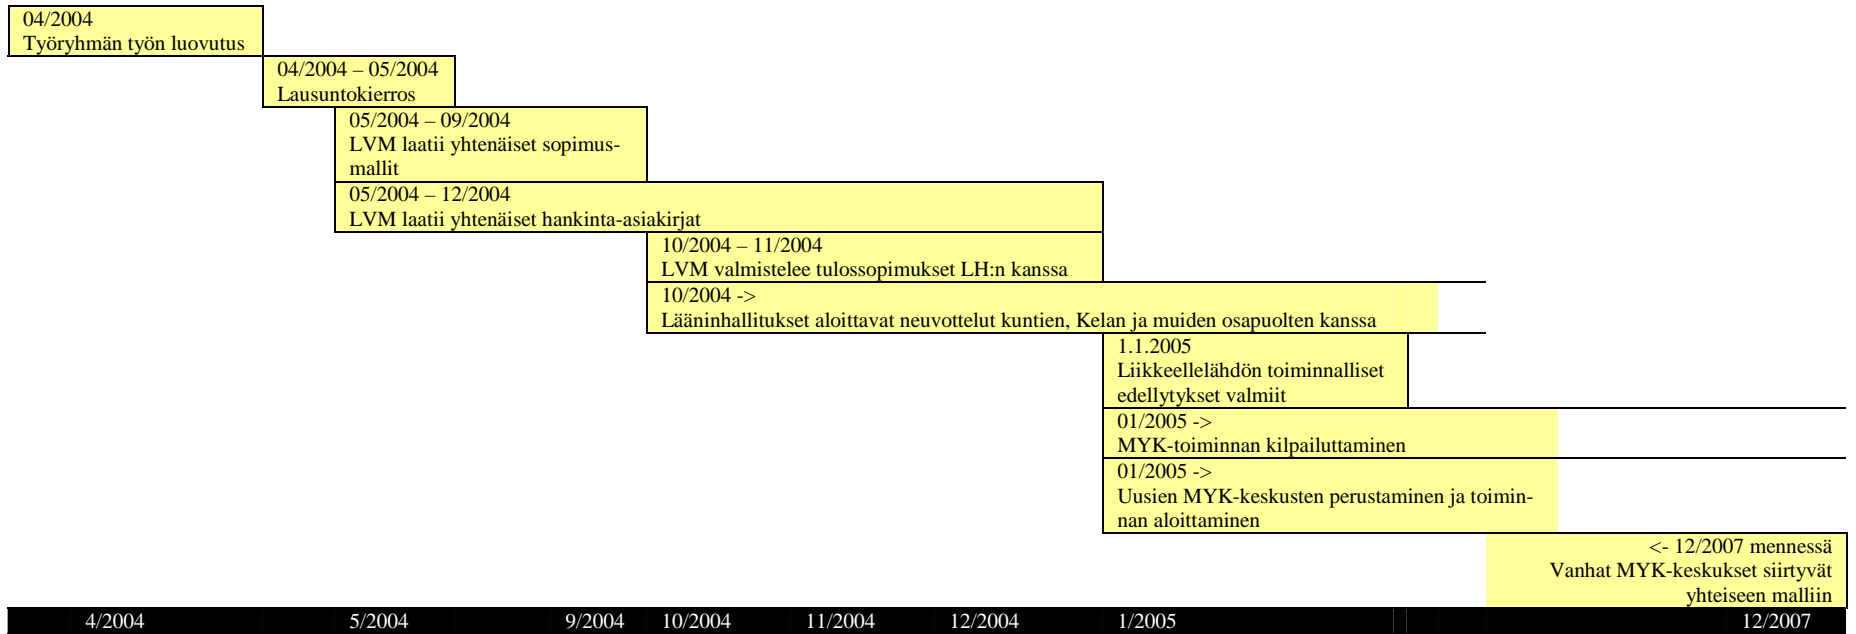 04/2004
Työryhmän työn luovutus
04/2004 – 05/2004
Lausuntokierros
05/2004 – 09/2004
LVM laatii yhtenäiset sopimus-
mallit
05/2004 – 12/2004
LVM laatii yhtenäiset hankinta-asiakirjat
10/2004 – 11/2004
LVM valmistelee tulossopimukset LH:n kanssa
10/2004 ->
Lääninhallitukset aloittavat neuvottelut kuntien, Kelan ja muiden osapuolten kanssa
1.1.2005
Liikkeellelähdön toiminnalliset
edellytykset valmiit
01/2005 ->
MYK-toiminnan kilpailuttaminen
01/2005 ->
Uusien MYK-keskusten perustaminen ja toimin-
nan aloittaminen
<- 12/2007 mennessä
Vanhat MYK-keskukset siirtyvät
yhteiseen malliin
4/2004 5/2004 9/2004 10/2004 11/2004 12/2004 1/2005 12/2007